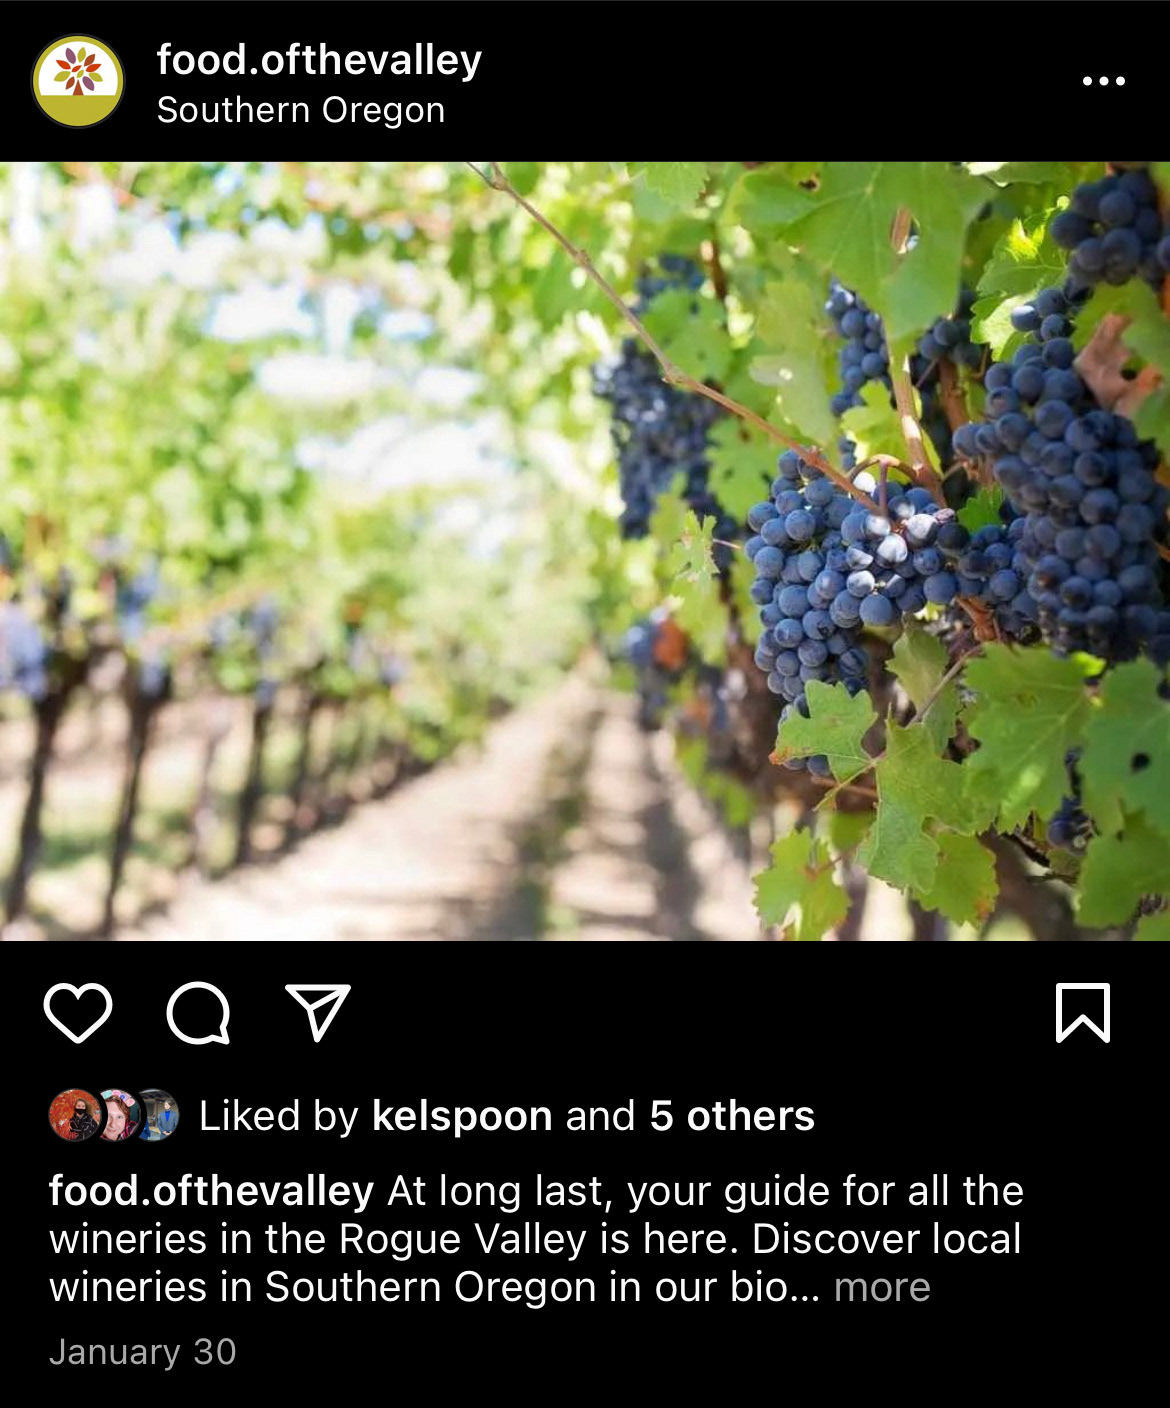 food.ofthevalley
Southern Oregon
Liked by kelspoon and 5 others
food.ofthevalley At long last, your guide for all the
wineries in the Rogue Valley is here. Discover local
wineries in Southern Oregon in our bio... more
January 30